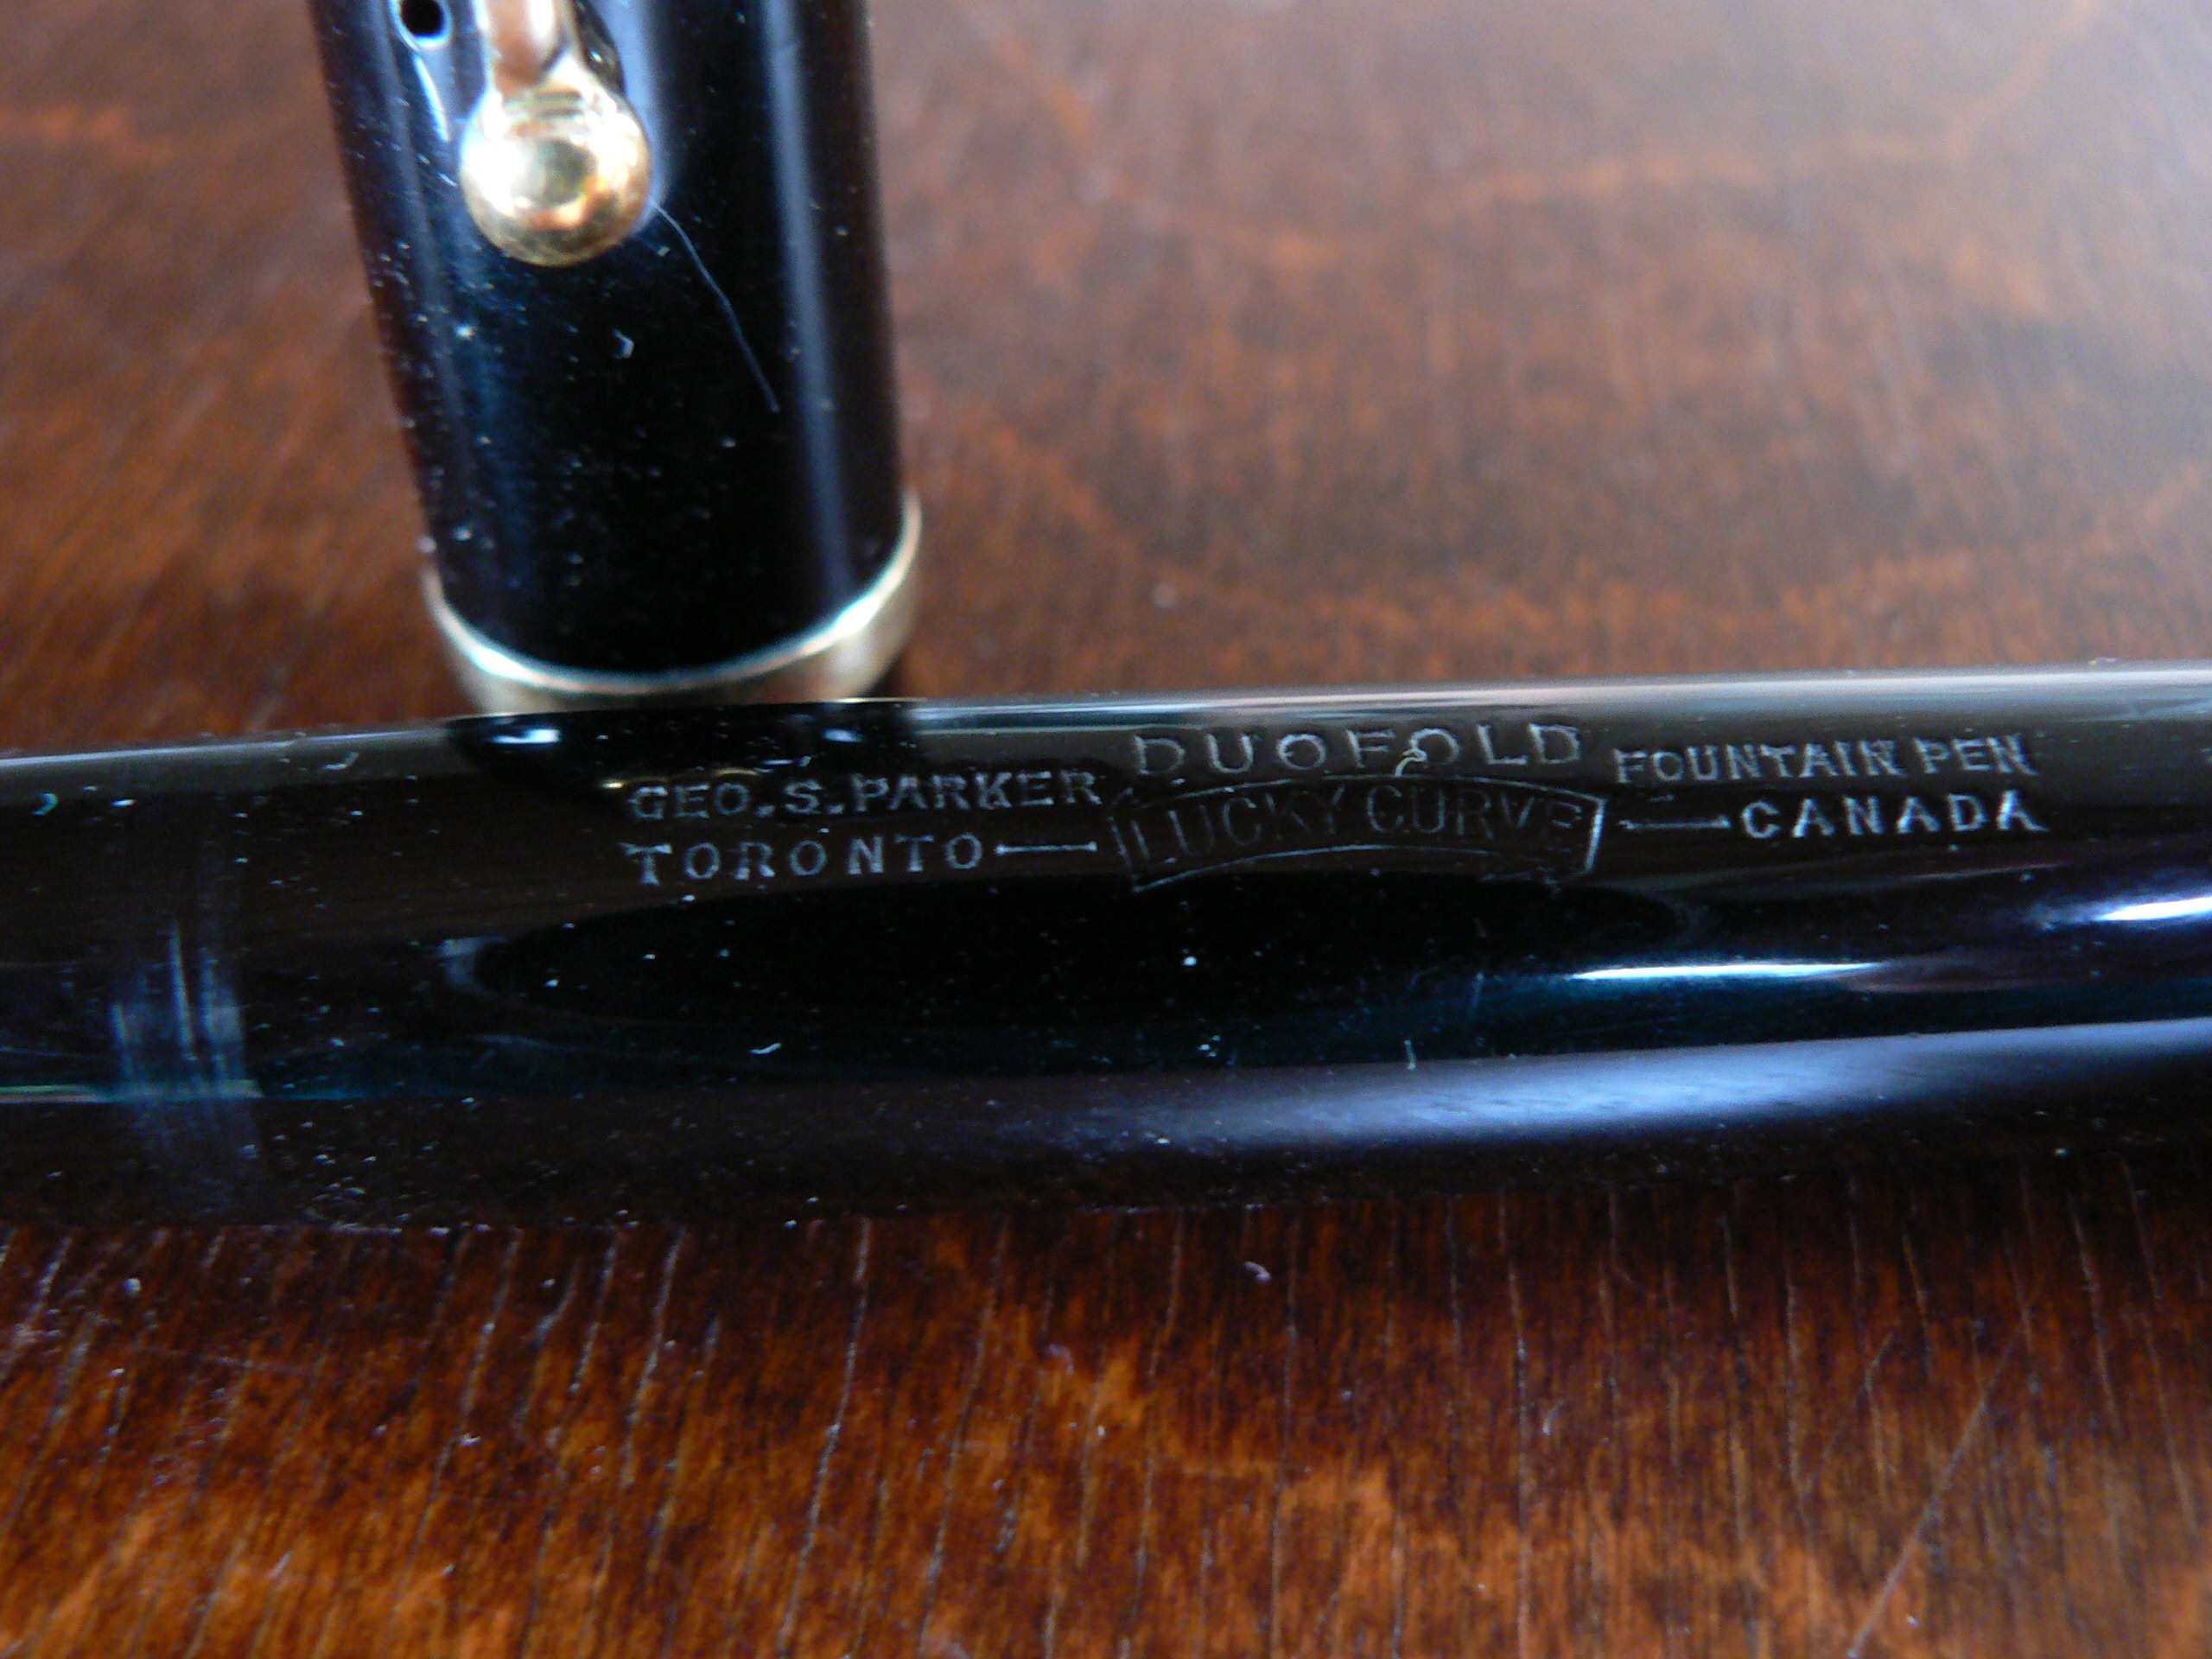 GEO.S.PARKER DUOFOLD FOUNTAIN PEN
TORONTO— LUCKY CURVE —CANADA